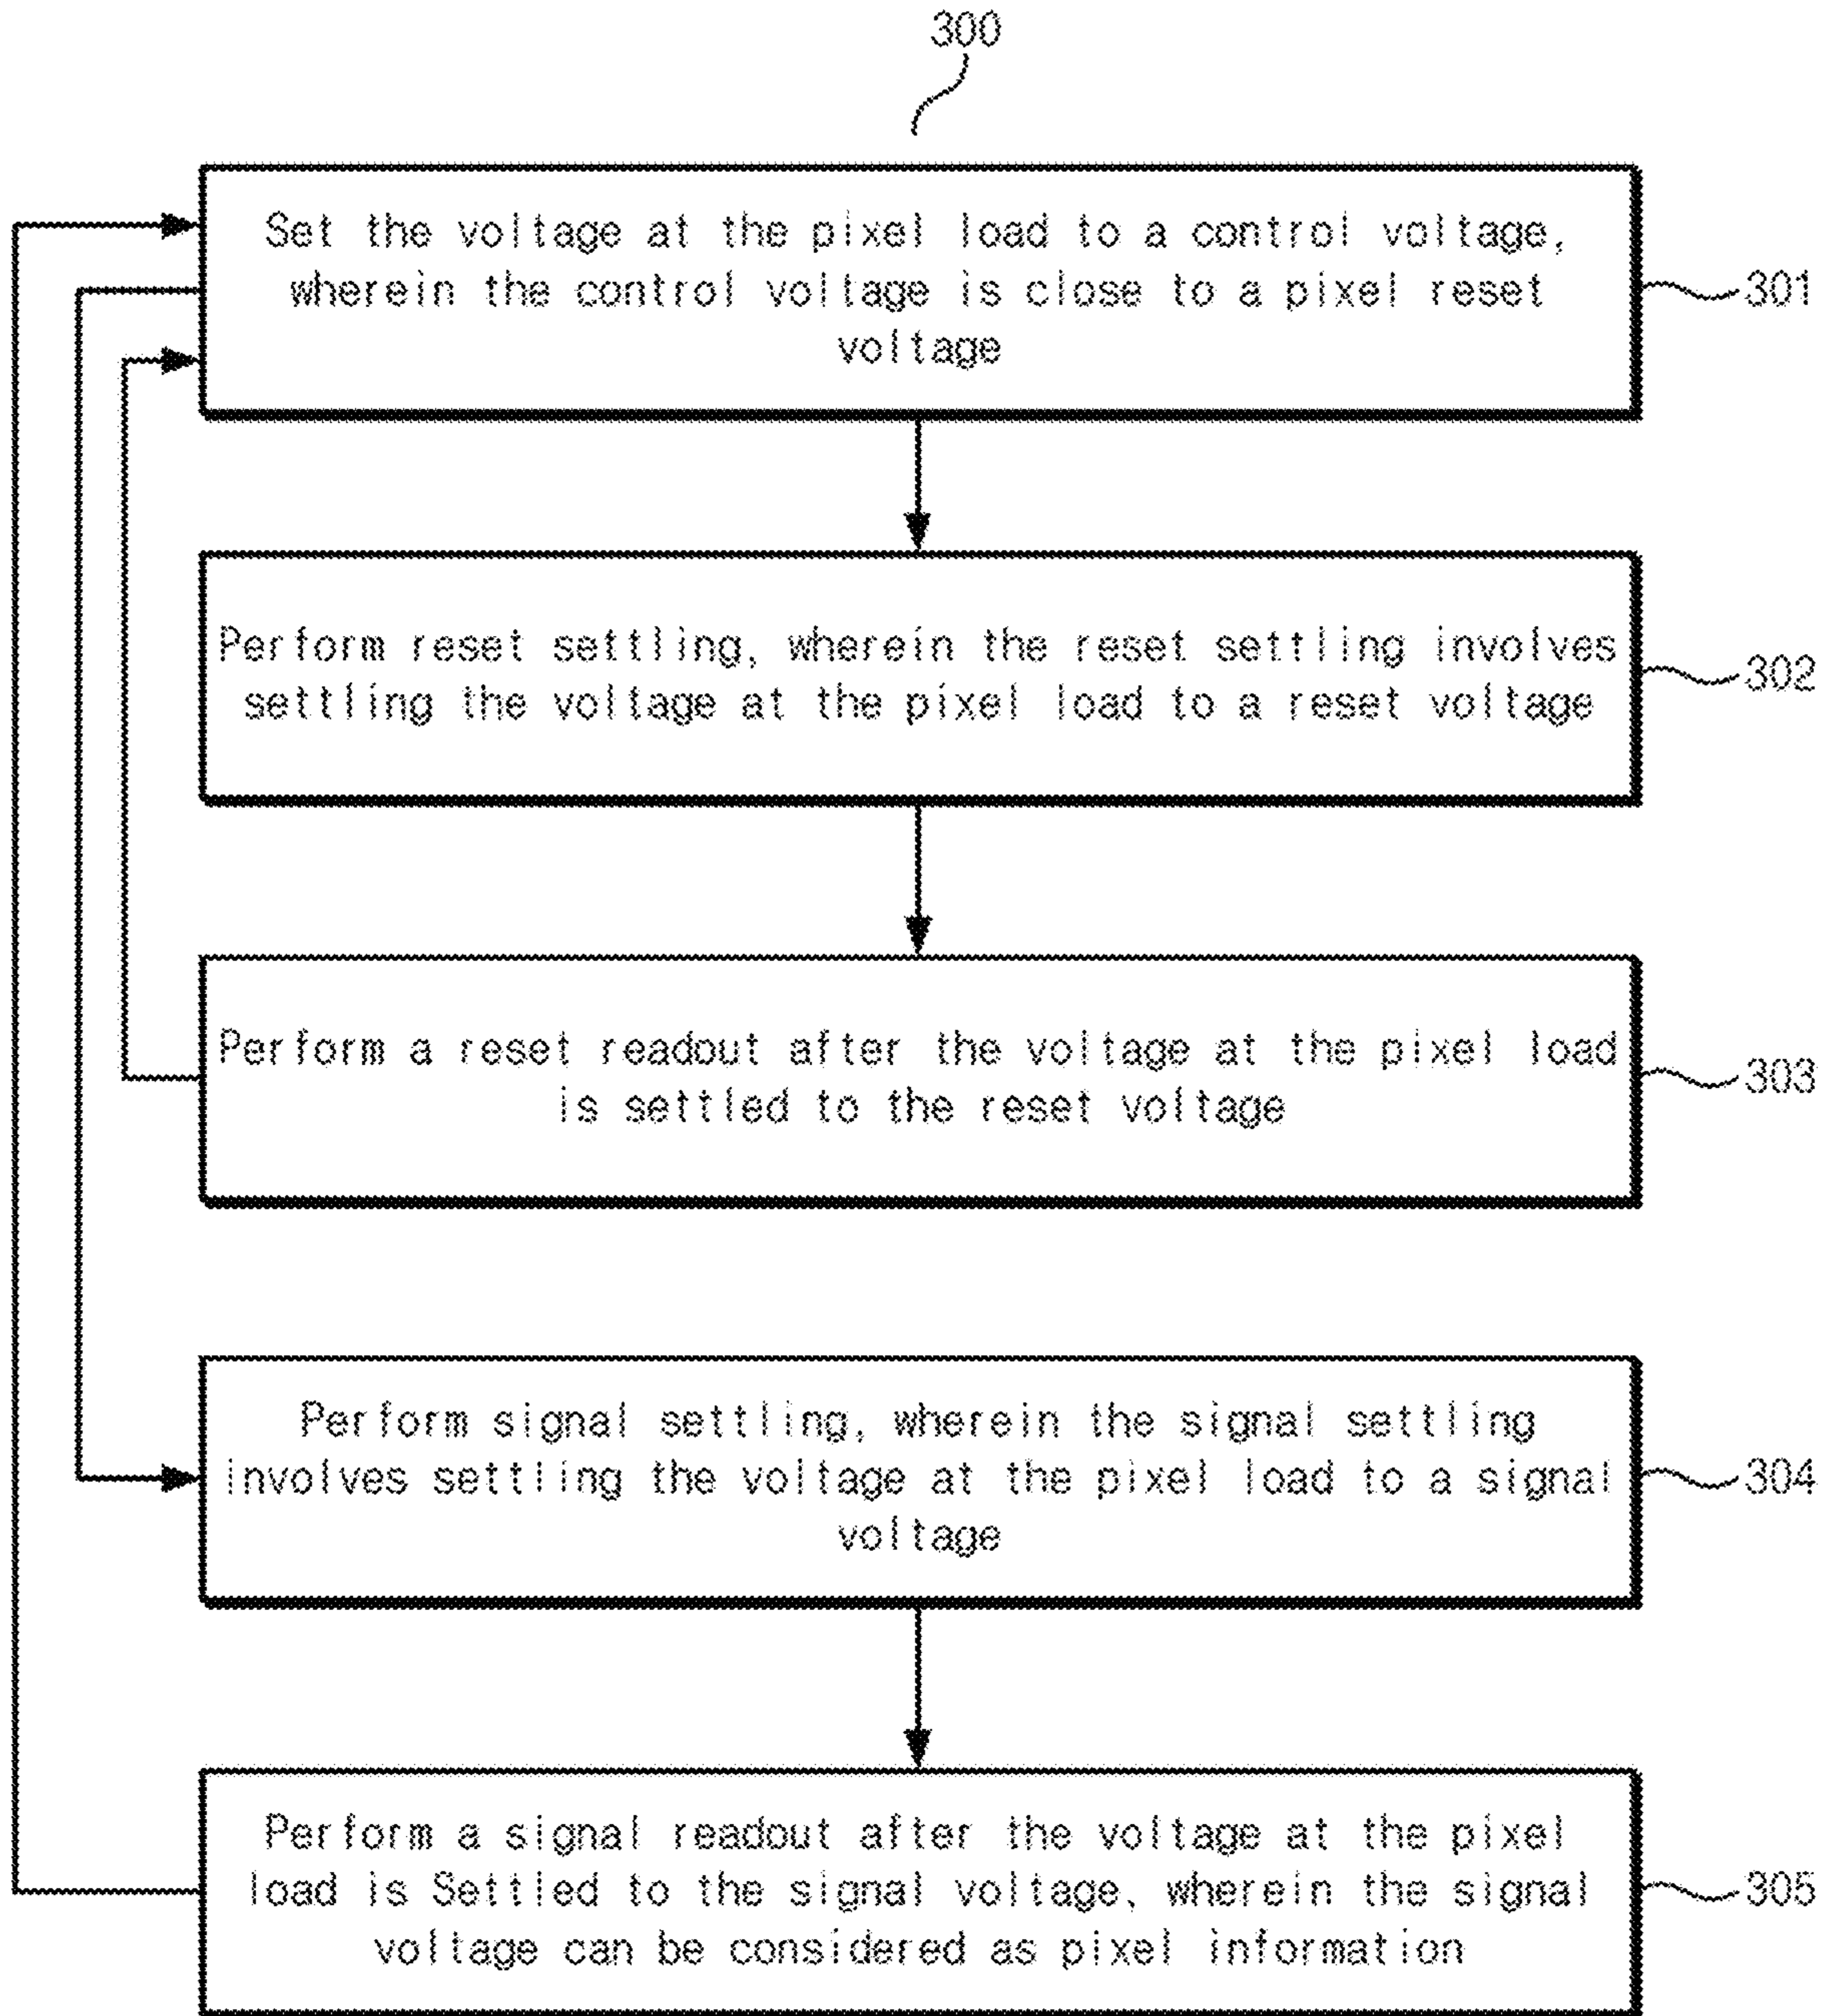 300
Set the voltage at the pixel load to a control voltage,
wherein the control voltage is close to a pixel reset
voltage
301
Perform reset settling, wherein the reset settling involves
settling the voltage at the pixel load to a reset voltage
302
Perform a reset readout after the voltage at the pixel load
is settled to the reset voltage
303
Perform signal settling, wherein the signal settling
involves settling the voltage at the pixel load to a signal
voltage
304
Perform a signal readout after the voltage at the pixel
load is Settled to the signal voltage, wherein the signal
voltage can be considered as pixel information
305